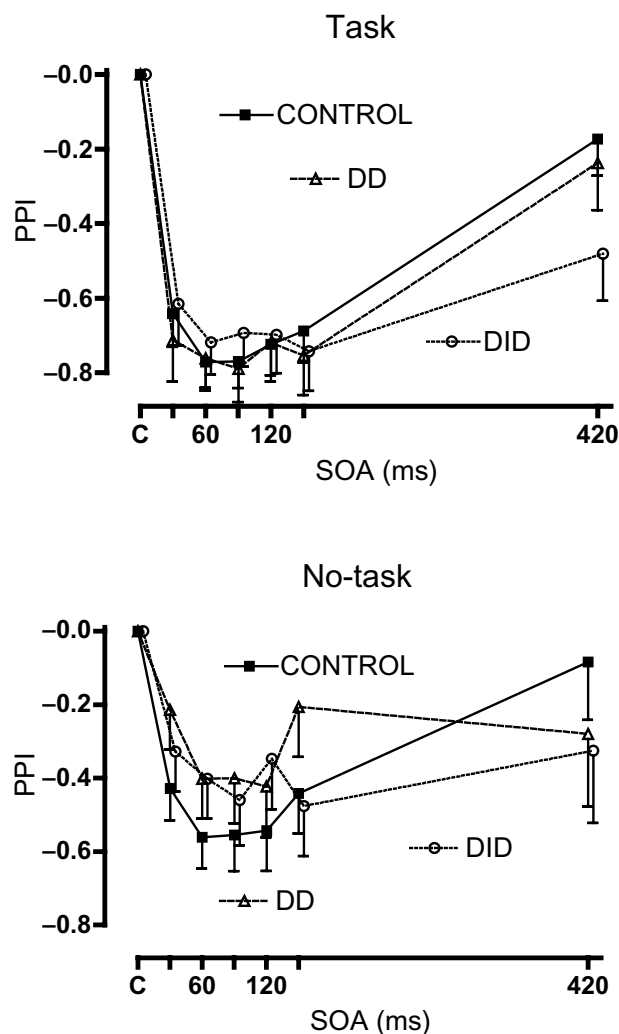 Task
–0.0
CONTROL
–0.2
DD
PPI
–0.4
–0.6
DID
–0.8
C 60 120 420
SOA (ms)
No-task
–0.0
CONTROL
–0.2
PPI
–0.4
DID
–0.6
DD
–0.8
C 60 120 420
SOA (ms)